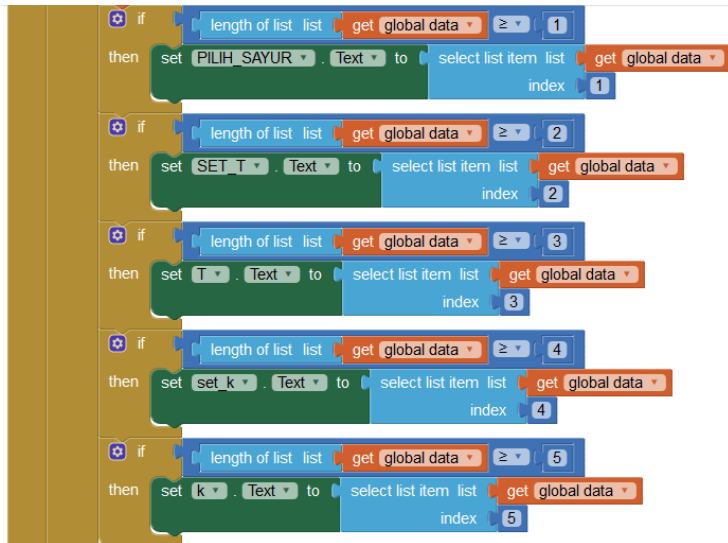 if length of list list get global data ≥ 1
then set PILIH_SAYUR . Text to select list item list get global data
index 1
if length of list list get global data ≥ 2
then set SET_T . Text to select list item list get global data
index 2
if length of list list get global data ≥ 3
then set T . Text to select list item list get global data
index 3
if length of list list get global data ≥ 4
then set set_k . Text to select list item list get global data
index 4
if length of list list get global data ≥ 5
then set k . Text to select list item list get global data
index 5